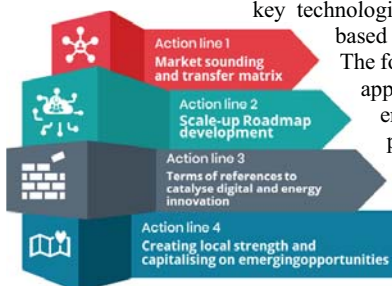 key technologi
based
The fo
app
en
p
Action line 1
Market sounding
and transfer matrix
Action line 2
Scale-up Roadmap
development
Action line 3
Terms of references to
catalyse digital and energy
innovation
Action line 4
Creating local strength and
capitalising on emergingopportunities